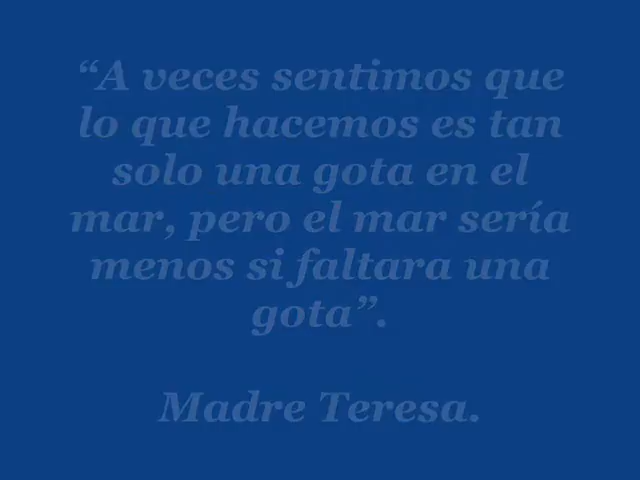 “A veces sentimos que
lo que hacemos es tan
solo una gota en el
mar, pero el mar sería
menos si faltara una
gota”.
Madre Teresa.